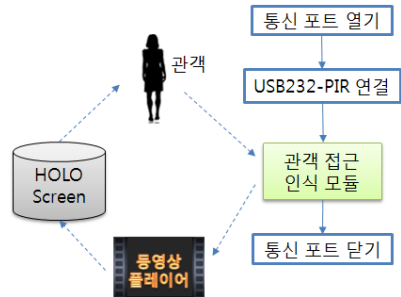 통신 포트 열기
관객
USB232-PIR 연결
관객 접근
인식 모듈
HOLO
Screen
통신 포트 닫기
동영상
플레이어